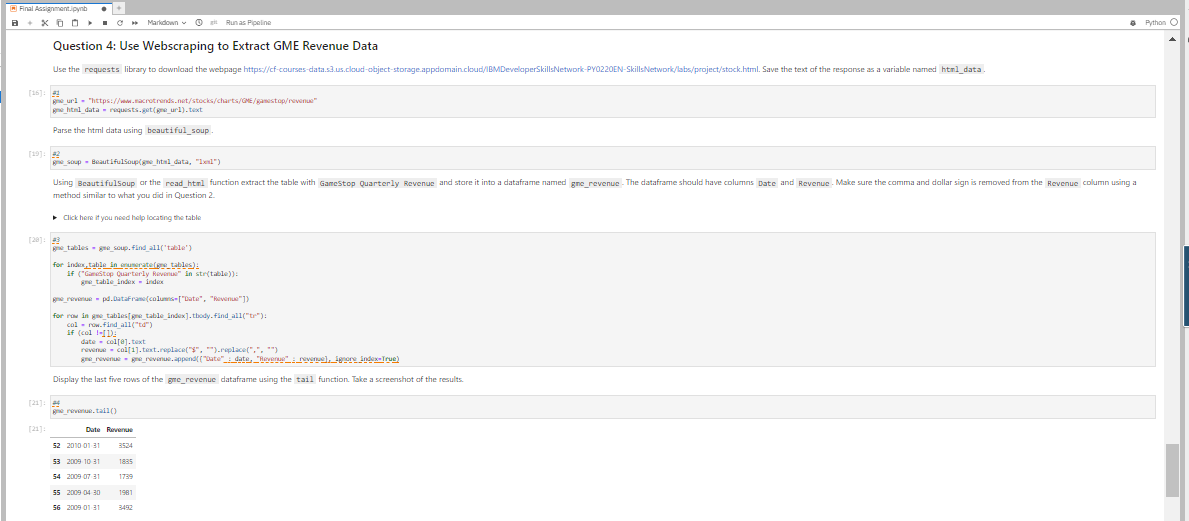 Final Assignment.ipynb
Markdown
Run as Pipeline
Python
Question 4: Use Webscraping to Extract GME Revenue Data
Use the requests library to download the webpage https://cf-courses-data.s3.us.cloud-object-storage.appdomain.cloud/IBMDeveloperSkillsNetwork-PY0220EN-SkillsNetwork/labs/project/stock.html. Save the text of the response as a variable named html_data.
[16]:
#1
gme_url = "https://www.macrotrends.net/stocks/charts/GME/gamestop/revenue"
gme_html_data = requests.get(gme_url).text
Parse the html data using beautiful_soup.
[19]:
#2
gme_soup = BeautifulSoup(gme_html_data, "lxml")
Using BeautifulSoup or the read_html function extract the table with GameStop Quarterly Revenue and store it into a dataframe named gme_revenue. The dataframe should have columns Date and Revenue. Make sure the comma and dollar sign is removed from the Revenue column using a
method similar to what you did in Question 2.
Click here if you need help locating the table
[20]:
#3
gme_tables = gme_soup.find_all('table')
for index,table in enumerate(gme_tables):
if ("GameStop Quarterly Revenue" in str(table)):
gme_table_index = index
gme_revenue = pd.DataFrame(columns=["Date", "Revenue"])
for row in gme_tables[gme_table_index].tbody.find_all("tr"):
col = row.find_all("td")
if (col !=[]):
date = col[0].text
revenue = col[1].text.replace("$", "").replace(",", "")
gme_revenue = gme_revenue.append({"Date" : date, "Revenue" : revenue}, ignore_index=True)
Display the last five rows of the gme_revenue dataframe using the tail function. Take a screenshot of the results.
[21]:
#4
gme_revenue.tail()
[21]:
Date Revenue
52 2010-01-31 3524
53 2009-10-31 1835
54 2009-07-31 1739
55 2009-04-30 1981
56 2009-01-31 3492